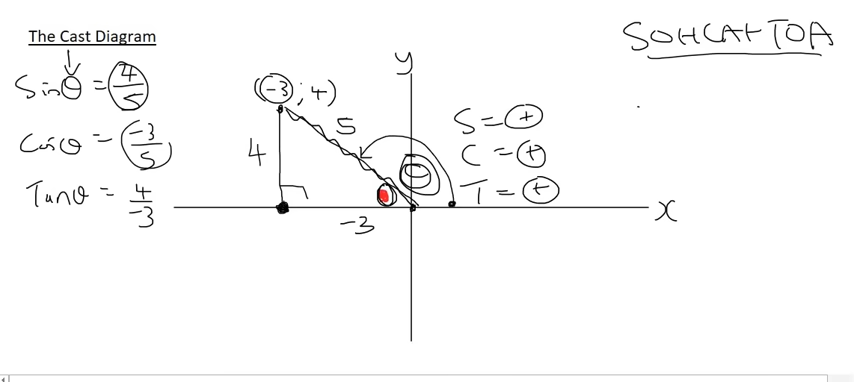 The Cast Diagram
Sinθ = 4/5
Cosθ = -3/5
Tanθ = 4/-3
(-3 ; 4)
5
4
-3
θ
y
x
S = +
C = +
T = +
SOHCAHTOA